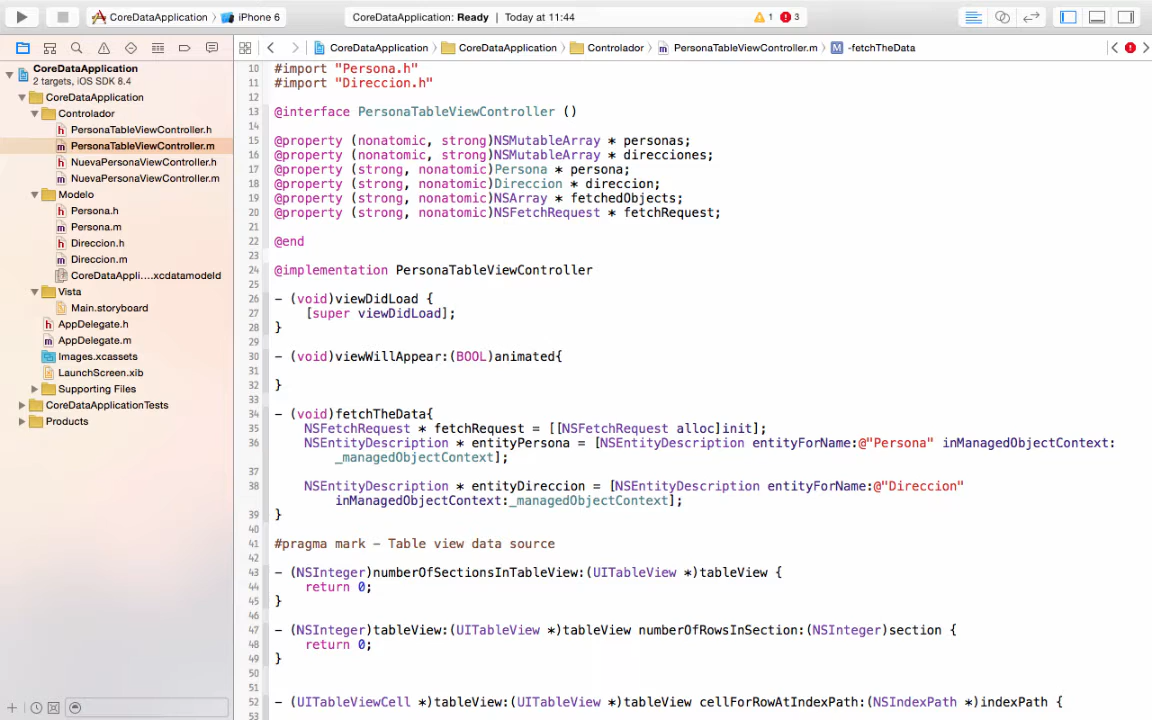 CoreDataApplication 〉 iPhone 6
CoreDataApplication: Ready | Today at 11:44
1 3
CoreDataApplication 〉 CoreDataApplication 〉 Controlador 〉 PersonaTableViewController.m 〉 M -fetchTheData
CoreDataApplication
2 targets, iOS SDK 8.4
CoreDataApplication
Controlador
h PersonaTableViewController.h
m PersonaTableViewController.m
h NuevaPersonaViewController.h
m NuevaPersonaViewController.m
Modelo
h Persona.h
m Persona.m
h Direccion.h
m Direccion.m
CoreDataAppli....xcdatamodeld
Vista
Main.storyboard
h AppDelegate.h
m AppDelegate.m
Images.xcassets
LaunchScreen.xib
Supporting Files
CoreDataApplicationTests
Products
10 #import "Persona.h"
11 #import "Direccion.h"
12
13 @interface PersonaTableViewController ()
14
15 @property (nonatomic, strong)NSMutableArray * personas;
16 @property (nonatomic, strong)NSMutableArray * direcciones;
17 @property (strong, nonatomic)Persona * persona;
18 @property (strong, nonatomic)Direccion * direccion;
19 @property (strong, nonatomic)NSArray * fetchedObjects;
20 @property (strong, nonatomic)NSFetchRequest * fetchRequest;
21
22 @end
23
24 @implementation PersonaTableViewController
25
26 - (void)viewDidLoad {
27 [super viewDidLoad];
28 }
29
30 - (void)viewWillAppear:(BOOL)animated{
31
32 }
33
34 - (void)fetchTheData{
35 NSFetchRequest * fetchRequest = [[NSFetchRequest alloc]init];
36 NSEntityDescription * entityPersona = [NSEntityDescription entityForName:@"Persona" inManagedObjectContext:
_managedObjectContext];
37
38 NSEntityDescription * entityDireccion = [NSEntityDescription entityForName:@"Direccion"
inManagedObjectContext:_managedObjectContext];
39 }
40
41 #pragma mark - Table view data source
42
43 - (NSInteger)numberOfSectionsInTableView:(UITableView *)tableView {
44 return 0;
45 }
46
47 - (NSInteger)tableView:(UITableView *)tableView numberOfRowsInSection:(NSInteger)section {
48 return 0;
49 }
50
51
52 - (UITableViewCell *)tableView:(UITableView *)tableView cellForRowAtIndexPath:(NSIndexPath *)indexPath {
53